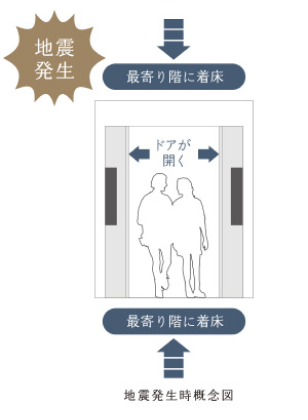 地震
発生
最寄り階に着床
ドアが
開く
最寄り階に着床
地震発生時概念図